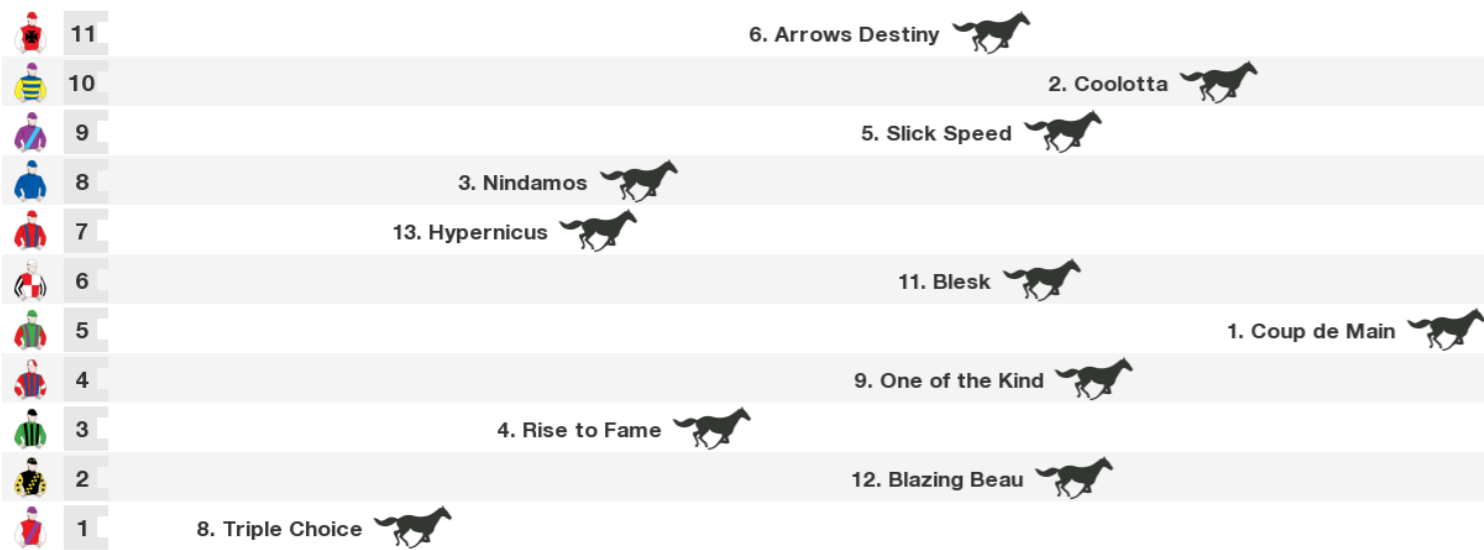 11 6. Arrows Destiny
10 2. Coolotta
9 5. Slick Speed
8 3. Nindamos
7 13. Hypernicus
6 11. Blesk
5 1. Coup de Main
4 9. One of the Kind
3 4. Rise to Fame
2 12. Blazing Beau
1 8. Triple Choice